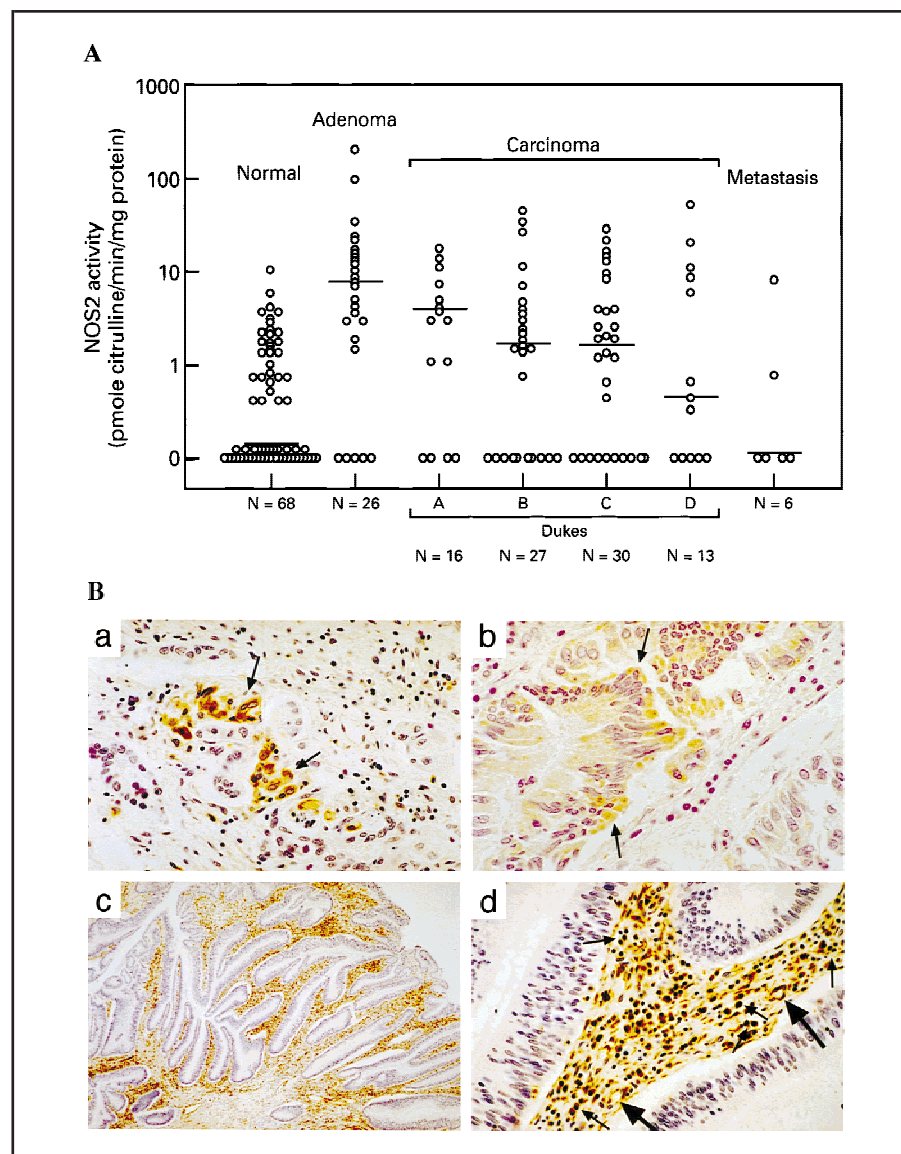 A
1000
Adenoma
Carcinoma
100
Normal
Metastasis
NOS2 activity
(pmole citrulline/min/mg protein)
10
1
0
N = 68
N = 26
A
B
C
D
N = 6
Dukes
N = 16
N = 27
N = 30
N = 13
B
a
b
c
d